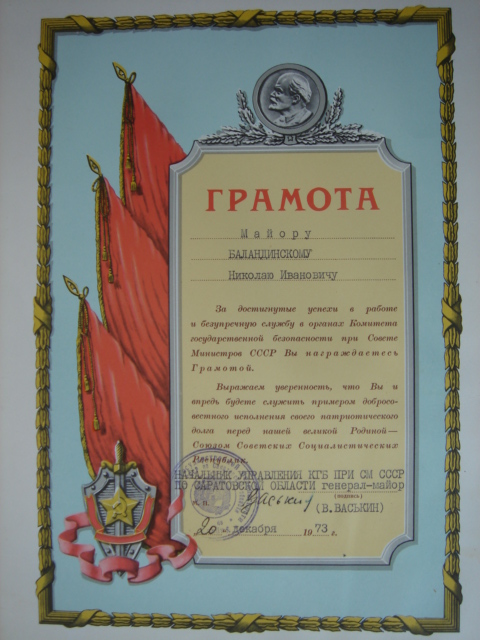 ГРАМОТА
Майору
БАЛАНДИНСКОМУ
Николаю Ивановичу
За достигнутые успехи в работе
и безупречную службу в органах Комитета
государственной безопасности при Совете
Министров СССР Вы награждаетесь
Грамотой.
Выражаем уверенность, что Вы и
впредь будете служить примером добросо-
вестного исполнения своего патриотического
долга перед нашей великой Родиной—
Союзом Советских Социалистических
Республик.
НАЧАЛЬНИК УПРАВЛЕНИЯ КГБ ПРИ СМ СССР
ПО САРАТОВСКОЙ ОБЛАСТИ генерал-майор
м.п. Васькин (подпись)
(В.ВАСЬКИН)
20 декабря 1973 г.